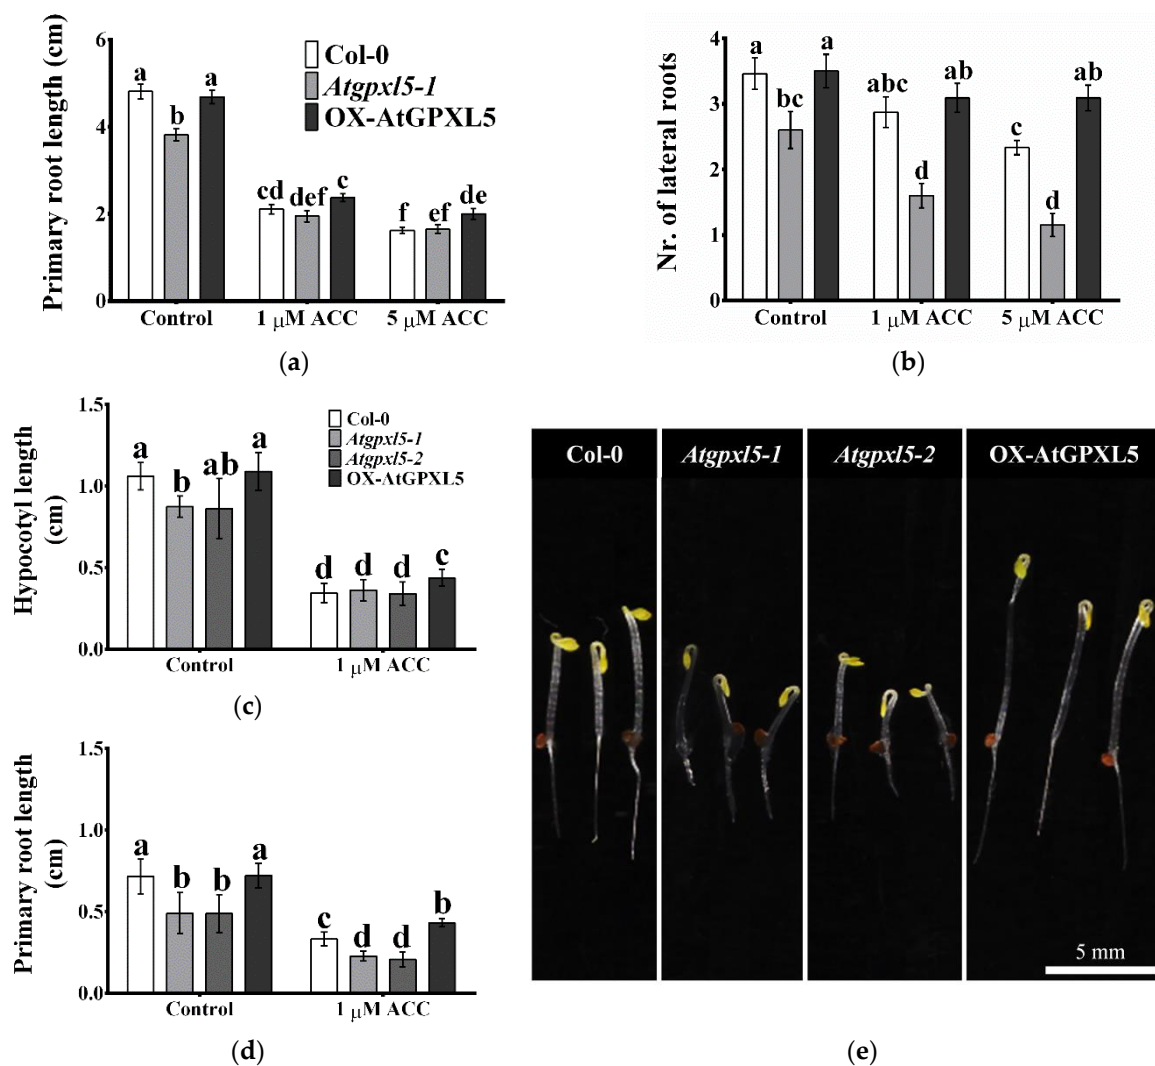 Primary root length (cm)
6
4
2
0
a
b
a
cd
def
c
f
ef
de
Col-0
Atgpxl5-1
OX-AtGPXL5
Control
1 μM ACC
5 μM ACC
(a)
Nr. of lateral roots
4
3
2
1
0
a
bc
a
abc
d
ab
c
d
ab
Control
1 μM ACC
5 μM ACC
(b)
Hypocotyl length
(cm)
1.5
1.0
0.5
0.0
a
b
ab
a
d
d
d
c
Col-0
Atgpxl5-1
Atgpxl5-2
OX-AtGPXL5
Control
1 μM ACC
(c)
Primary root length
(cm)
1.5
1.0
0.5
0.0
a
b
b
a
c
d
d
b
Control
1 μM ACC
(d)
Col-0
Atgpxl5-1
Atgpxl5-2
OX-AtGPXL5
5 mm
(e)